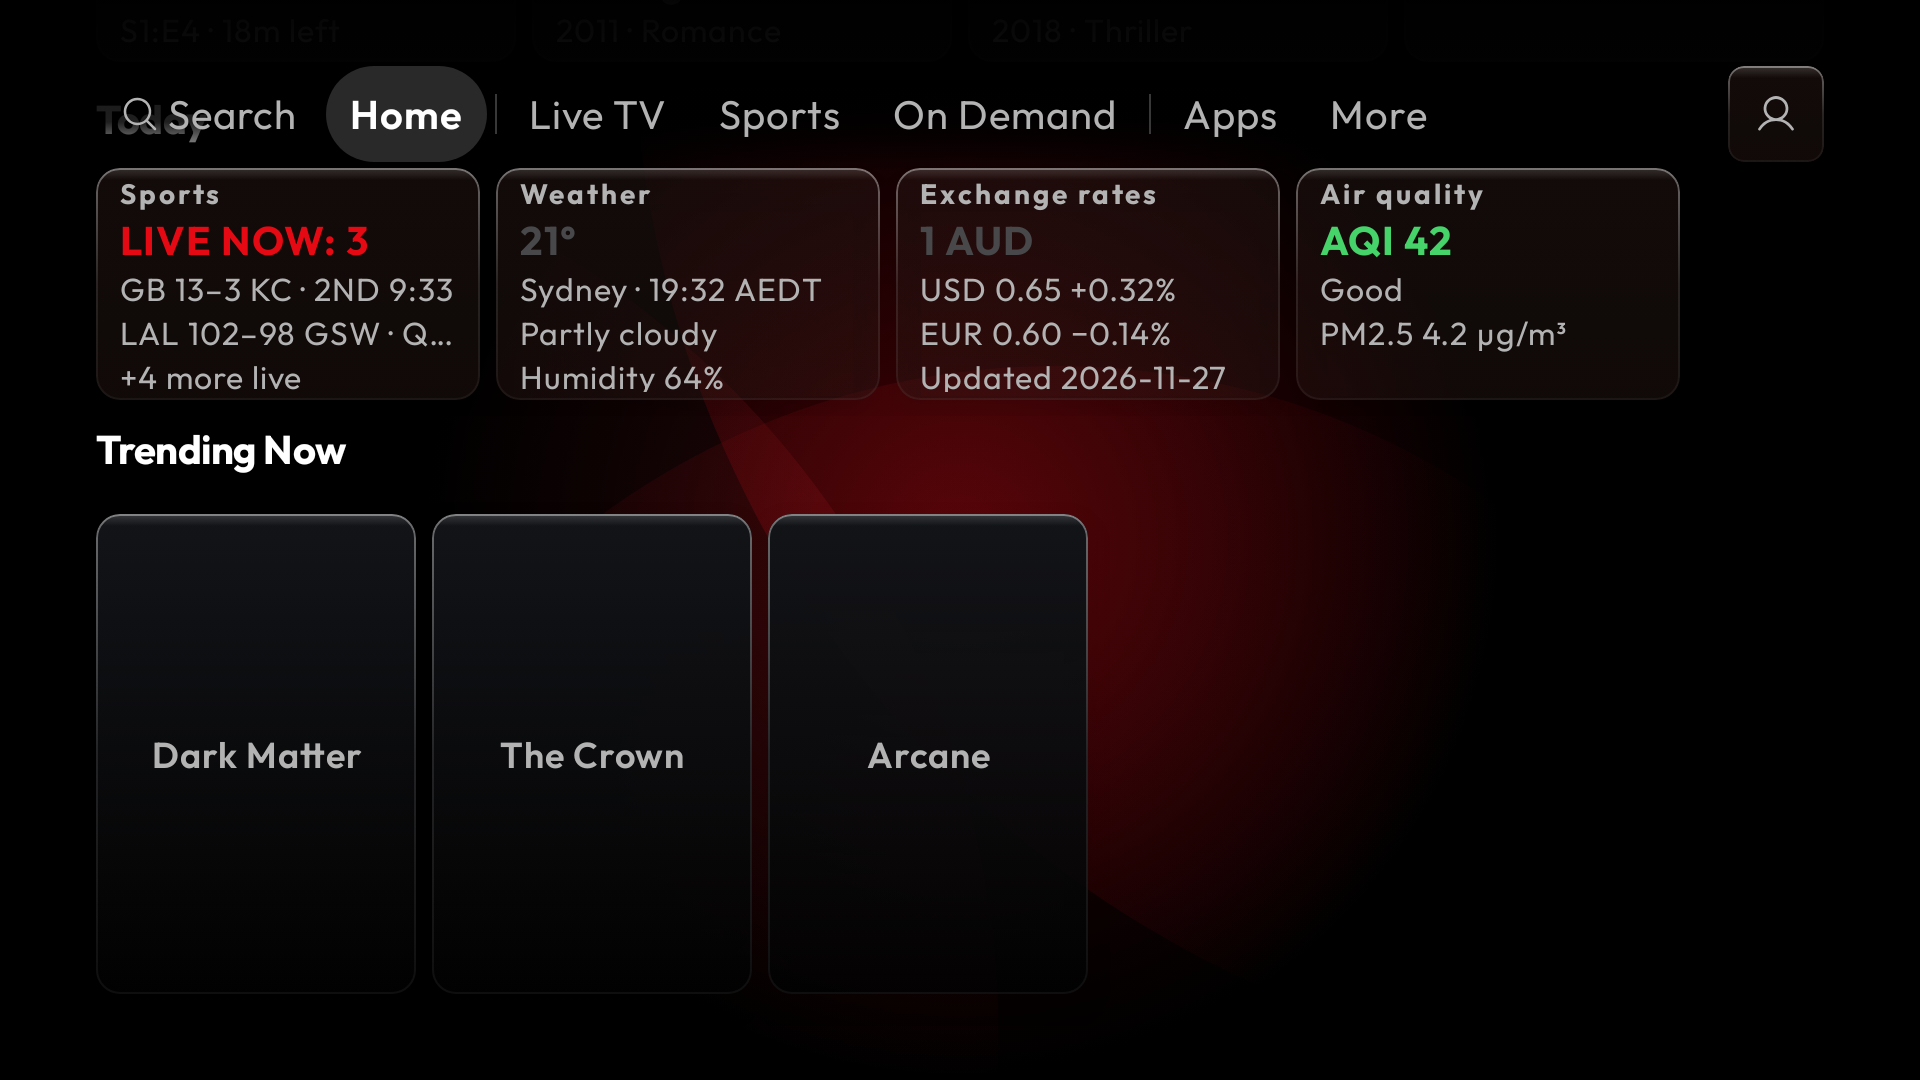 S1:E4 · 18m left
2011 · Romance
2018 · Thriller
Today
Search
Home
Live TV
Sports
On Demand
Apps
More
Sports
LIVE NOW: 3
GB 13–3 KC · 2ND 9:33
LAL 102–98 GSW · Q...
+4 more live
Weather
21°
Sydney · 19:32 AEDT
Partly cloudy
Humidity 64%
Exchange rates
1 AUD
USD 0.65 +0.32%
EUR 0.60 −0.14%
Updated 2026-11-27
Air quality
AQI 42
Good
PM2.5 4.2 µg/m³
Trending Now
Dark Matter
The Crown
Arcane